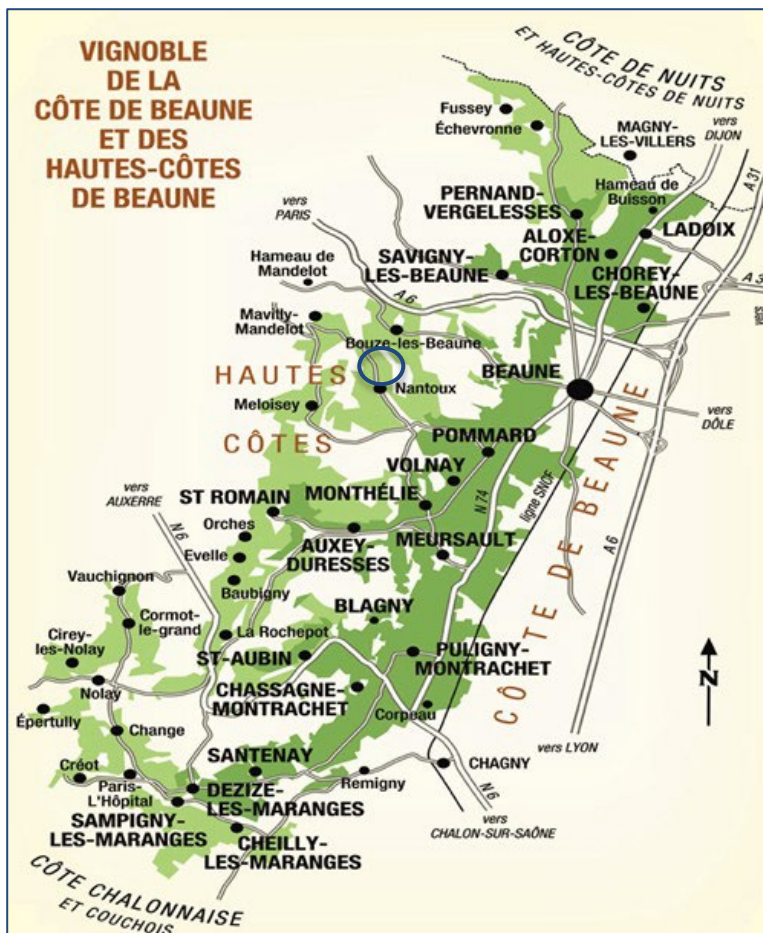 VIGNOBLE
DE LA
CÔTE DE BEAUNE
ET DES
HAUTES-CÔTES
DE BEAUNE
CÔTE DE NUITS
ET HAUTES-CÔTES DE NUITS
vers
DIJON
Fussey
Échevronne
MAGNY-
LES-VILLERS
A 31
Hameau de
Buisson
PERNAND-
VERGELESSES
LADOIX
vers
PARIS
ALOXE-
CORTON
Hameau de
Mandelot
SAVIGNY-
LES-BEAUNE
CHOREY-
LES-BEAUNE
A 3
A 6
vers
Mavilly-
Mandelot
Bouze-les-Beaune
HAUTES
BEAUNE
Nantoux
Meloisey
vers
DÔLE
CÔTES
POMMARD
VOLNAY
vers
AUXERRE
ST ROMAIN
MONTHÉLIE
N 74
ligne SNCF
CÔTE DE BEAUNE
N6
Orches
AUXEY-
DURESSES
MEURSAULT
A 6
Evelle
Vauchignon
Baubigny
BLAGNY
Cormot-
le-grand
Cirey-
les-Nolay
La Rochepot
ST-AUBIN
PULIGNY-
MONTRACHET
N
Nolay
CHASSAGNE-
MONTRACHET
Corpeau
Épertully
Change
vers LYON
SANTENAY
CHAGNY
Créot
Remigny
Paris-
L'Hôpital
DEZIZE-
LES-MARANGES
N6
SAMPIGNY-
LES-MARANGES
CHEILLY-
LES-MARANGES
vers
CHALON-SUR-SAÔNE
CÔTE CHALONNAISE
ET COUCHOIS